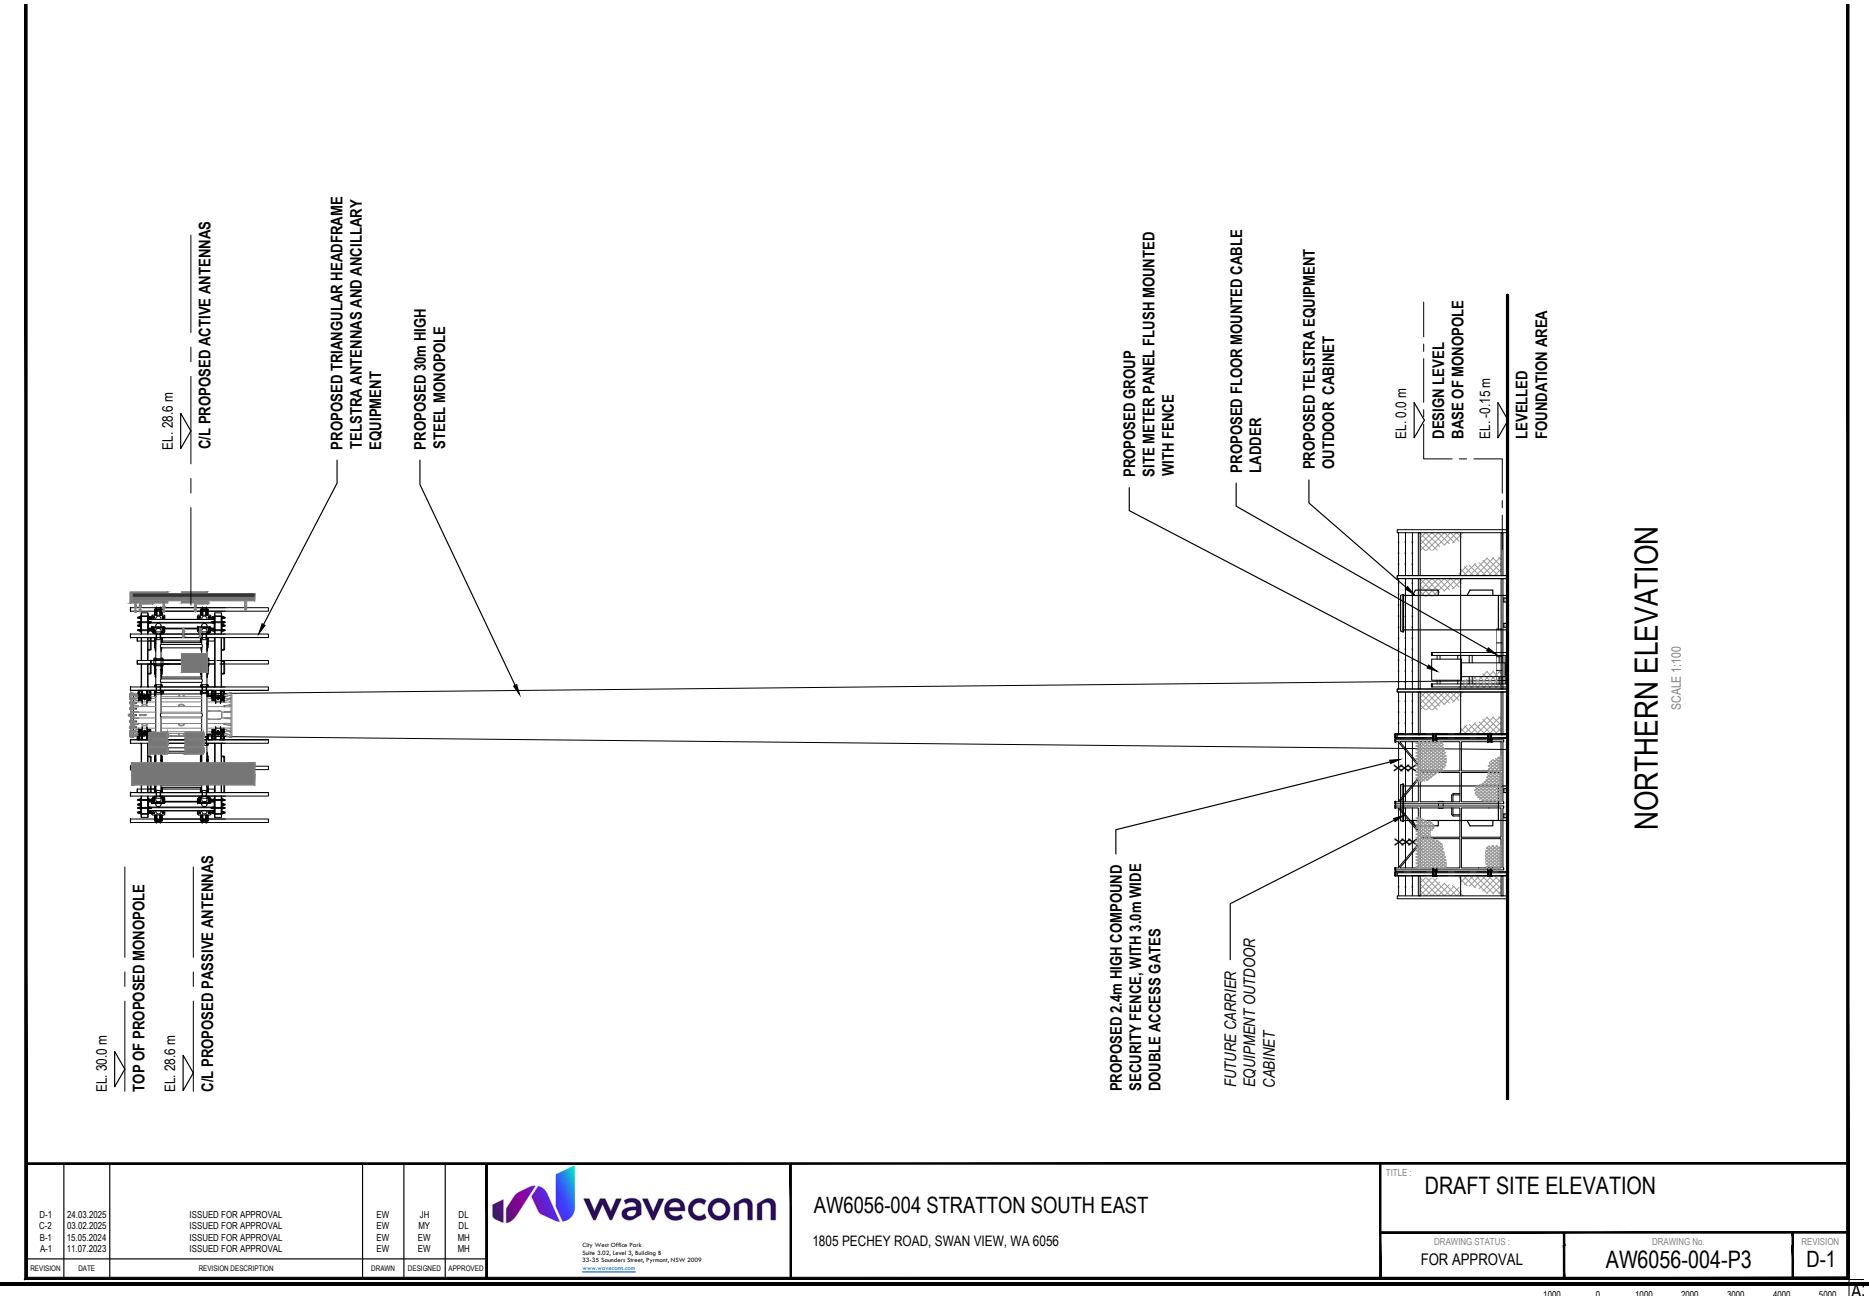 EL. 28.6 m
C/L PROPOSED ACTIVE ANTENNAS
PROPOSED TRIANGULAR HEADFRAME
TELSTRA ANTENNAS AND ANCILLARY
EQUIPMENT
PROPOSED 30m HIGH
STEEL MONOPOLE
PROPOSED GROUP
SITE METER PANEL FLUSH MOUNTED
WITH FENCE
PROPOSED FLOOR MOUNTED CABLE
LADDER
PROPOSED TELSTRA EQUIPMENT
OUTDOOR CABINET
EL. 0.0 m
DESIGN LEVEL
BASE OF MONOPOLE
EL. -0.15 m
LEVELLED
FOUNDATION AREA
EL. 30.0 m
TOP OF PROPOSED MONOPOLE
EL. 28.6 m
C/L PROPOSED PASSIVE ANTENNAS
PROPOSED 2.4m HIGH COMPOUND
SECURITY FENCE, WITH 3.0m WIDE
DOUBLE ACCESS GATES
FUTURE CARRIER
EQUIPMENT OUTDOOR
CABINET
NORTHERN ELEVATION
SCALE 1:100
D-1 24.03.2025 ISSUED FOR APPROVAL EW JH DL
C-2 03.02.2025 ISSUED FOR APPROVAL EW MY DL
B-1 15.05.2024 ISSUED FOR APPROVAL EW EW MH
A-1 11.07.2023 ISSUED FOR APPROVAL EW EW MH
REVISION DATE REVISION DESCRIPTION DRAWN DESIGNED APPROVED
waveconn
City West Office Park
Suite 3.02, Level 3, Building B
33-35 Saunders Street, Pyrmont, NSW 2009
www.waveconn.com
AW6056-004 STRATTON SOUTH EAST
1805 PECHEY ROAD, SWAN VIEW, WA 6056
TITLE :
DRAFT SITE ELEVATION
DRAWING STATUS :
FOR APPROVAL
DRAWING No.
AW6056-004-P3
REVISION
D-1
1000 0 1000 2000 3000 4000 5000